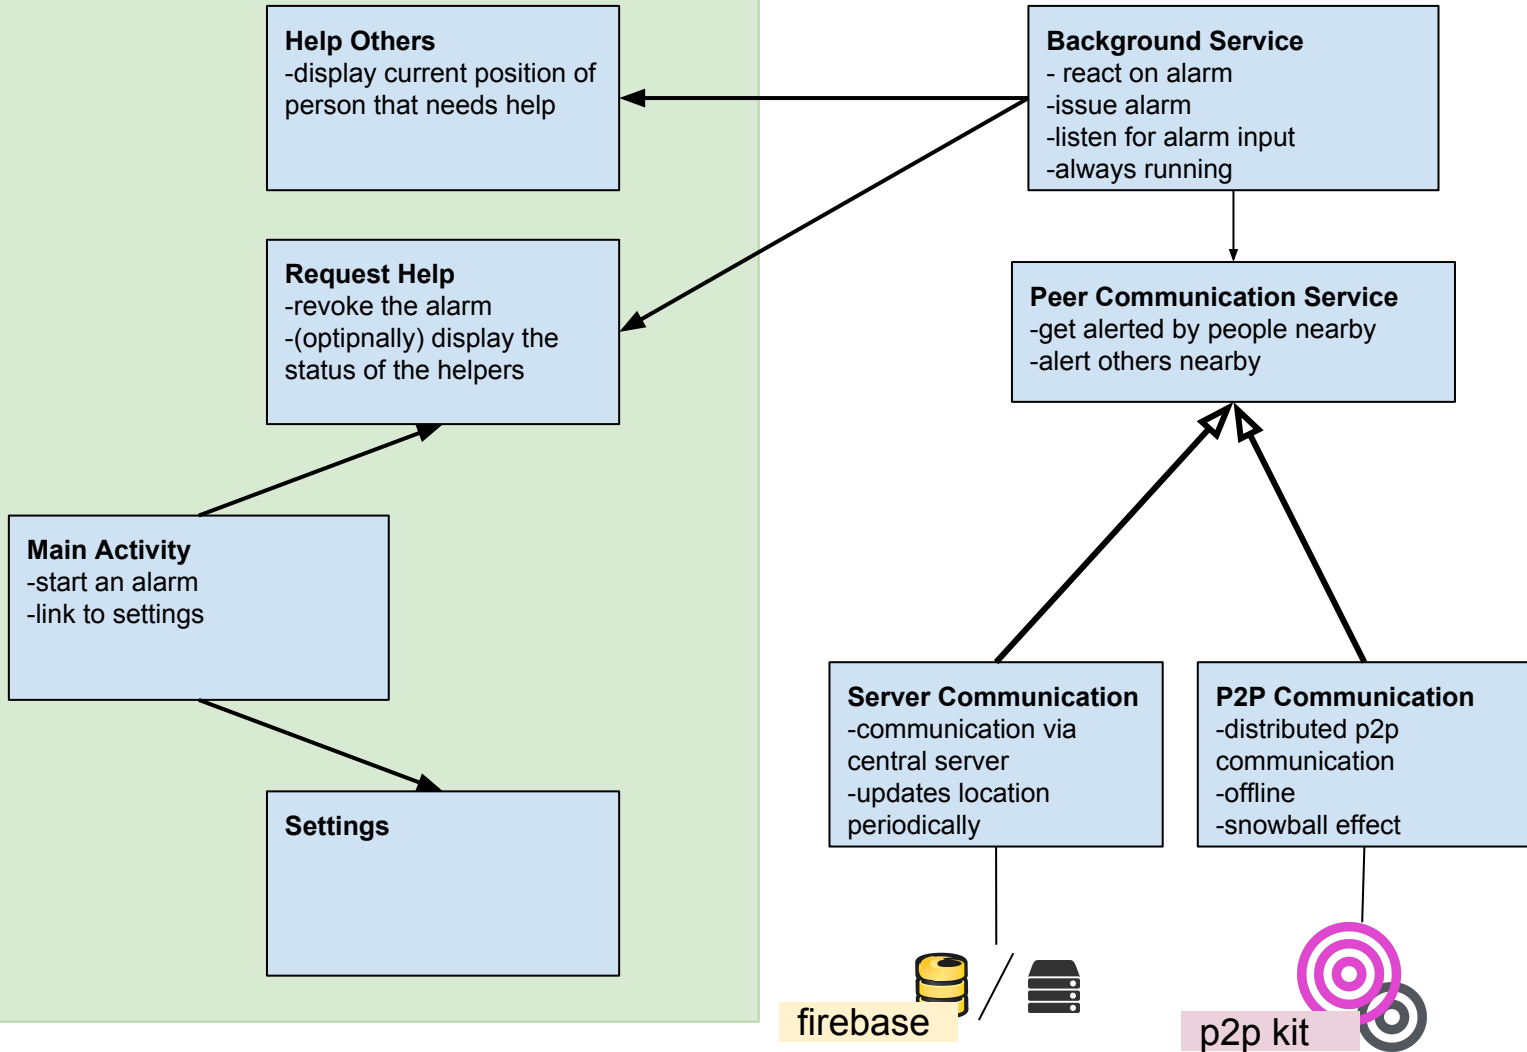 Help Others
-display current position of
person that needs help
Background Service
- react on alarm
-issue alarm
-listen for alarm input
-always running
Request Help
-revoke the alarm
-(optipnally) display the
status of the helpers
Peer Communication Service
-get alerted by people nearby
-alert others nearby
Main Activity
-start an alarm
-link to settings
Server Communication
-communication via
central server
-updates location
periodically
P2P Communication
-distributed p2p
communication
-offline
-snowball effect
Settings
firebase
p2p kit